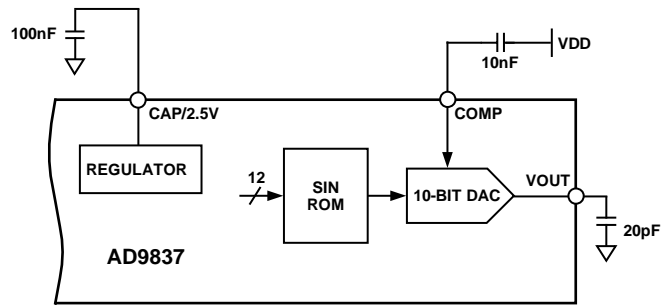 100nF
VDD
10nF
CAP/2.5V
COMP
REGULATOR
12
SIN
ROM
10-BIT DAC
VOUT
20pF
AD9837